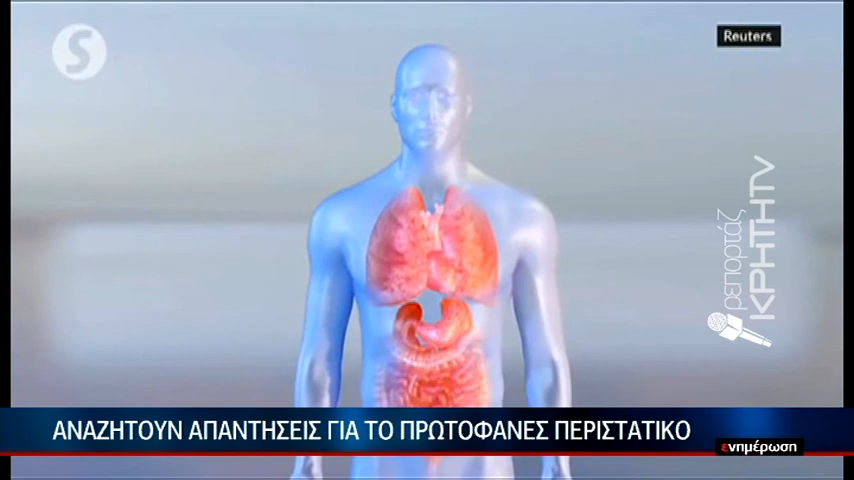 S
Reuters
ρεπορτάζ
ΚΡΗΤΗTV
ΑΝΑΖΗΤΟΥΝ ΑΠΑΝΤΗΣΕΙΣ ΓΙΑ ΤΟ ΠΡΩΤΟΦΑΝΕΣ ΠΕΡΙΣΤΑΤΙΚΟ
ενημέρωση